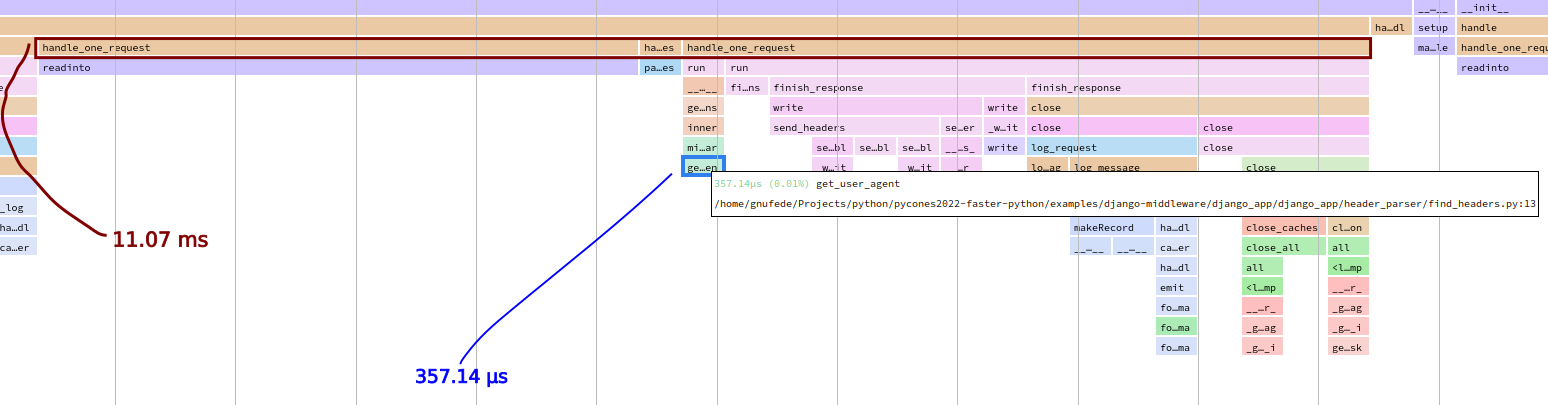 __…__ __init__
ha…dl setup handle
handle_one_request ha…es handle_one_request ma…le handle_one_requ
readinto pa…es run run readinto
e __…__ fi…ns finish_response finish_response
ge…ns write write close
inner send_headers se…er _w…it close close
mi…ar se…bl se…bl se…bl __…s_ write log_request close
ge…en _w…it _w…it _r lo…ag log_message close
357.14µs (0.01%) get_user_agent
/home/gnufede/Projects/python/pycones2022-faster-python/examples/django-middleware/django_app/django_app/header_parser/find_headers.py:13
_log
ha…dl makeRecord ha…dl close_caches cl…on
ca…er __…__ __…__ ca…er close_all all
11.07 ms
ha…dl all <l…mp
emit <l…mp __…r_
fo…ma __…r_ _g…ag
fo…ma _g…ag _g…_i
fo…ma _g…_i ge…sk
357.14 µs